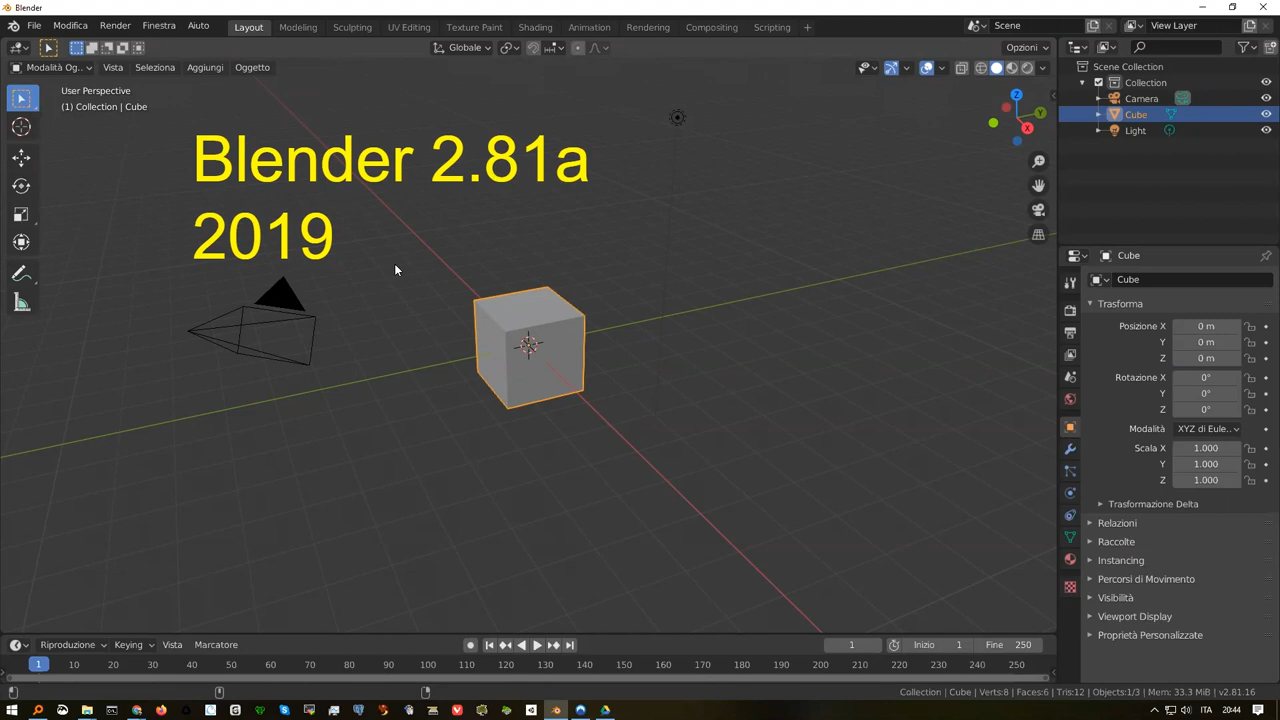 Blender
File Modifica Render Finestra Aiuto Layout Modeling Sculpting UV Editing Texture Paint Shading Animation Rendering Compositing Scripting + Scene View Layer
Globale Opzioni
Modalità Og... Vista Seleziona Aggiungi Oggetto
User Perspective
(1) Collection | Cube
Blender 2.81a
2019
Z
Y
X
Scene Collection
Collection
Camera
Cube
Light
Cube
Cube
Trasforma
Posizione X 0 m
Y 0 m
Z 0 m
Rotazione X 0°
Y 0°
Z 0°
Modalità XYZ di Eule..
Scala X 1.000
Y 1.000
Z 1.000
Trasformazione Delta
Relazioni
Raccolte
Instancing
Percorsi di Movimento
Visibilità
Viewport Display
Proprietà Personalizzate
Riproduzione Keying Vista Marcatore 1 Inizio 1 Fine 250
1 10 20 30 40 50 60 70 80 90 100 110 120 130 140 150 160 170 180 190 200 210 220 230 240 250
Collection | Cube | Verts:8 | Faces:6 | Tris:12 | Objects:1/3 | Mem: 33.3 MiB | v2.81.16
ITA 20:44